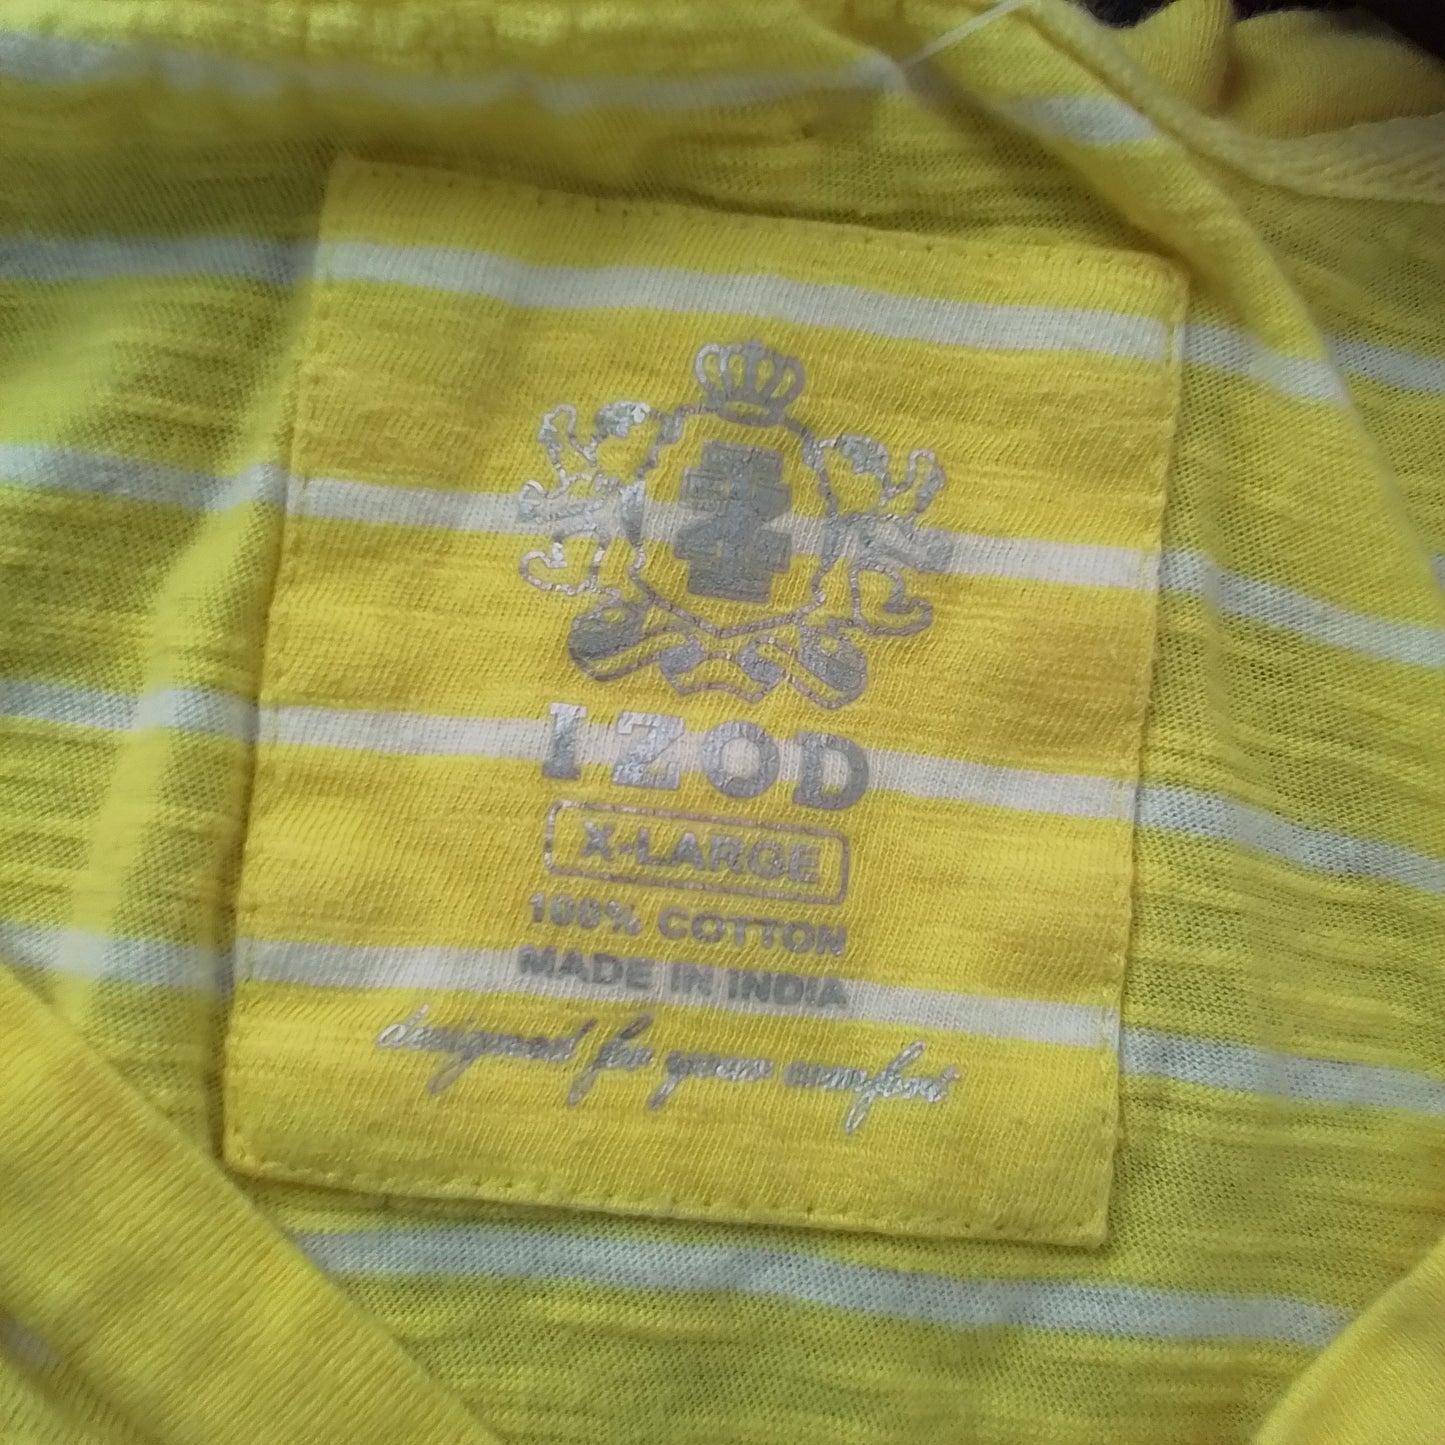 IZOD
X-LARGE
100% COTTON
MADE IN INDIA
designed for your comfort